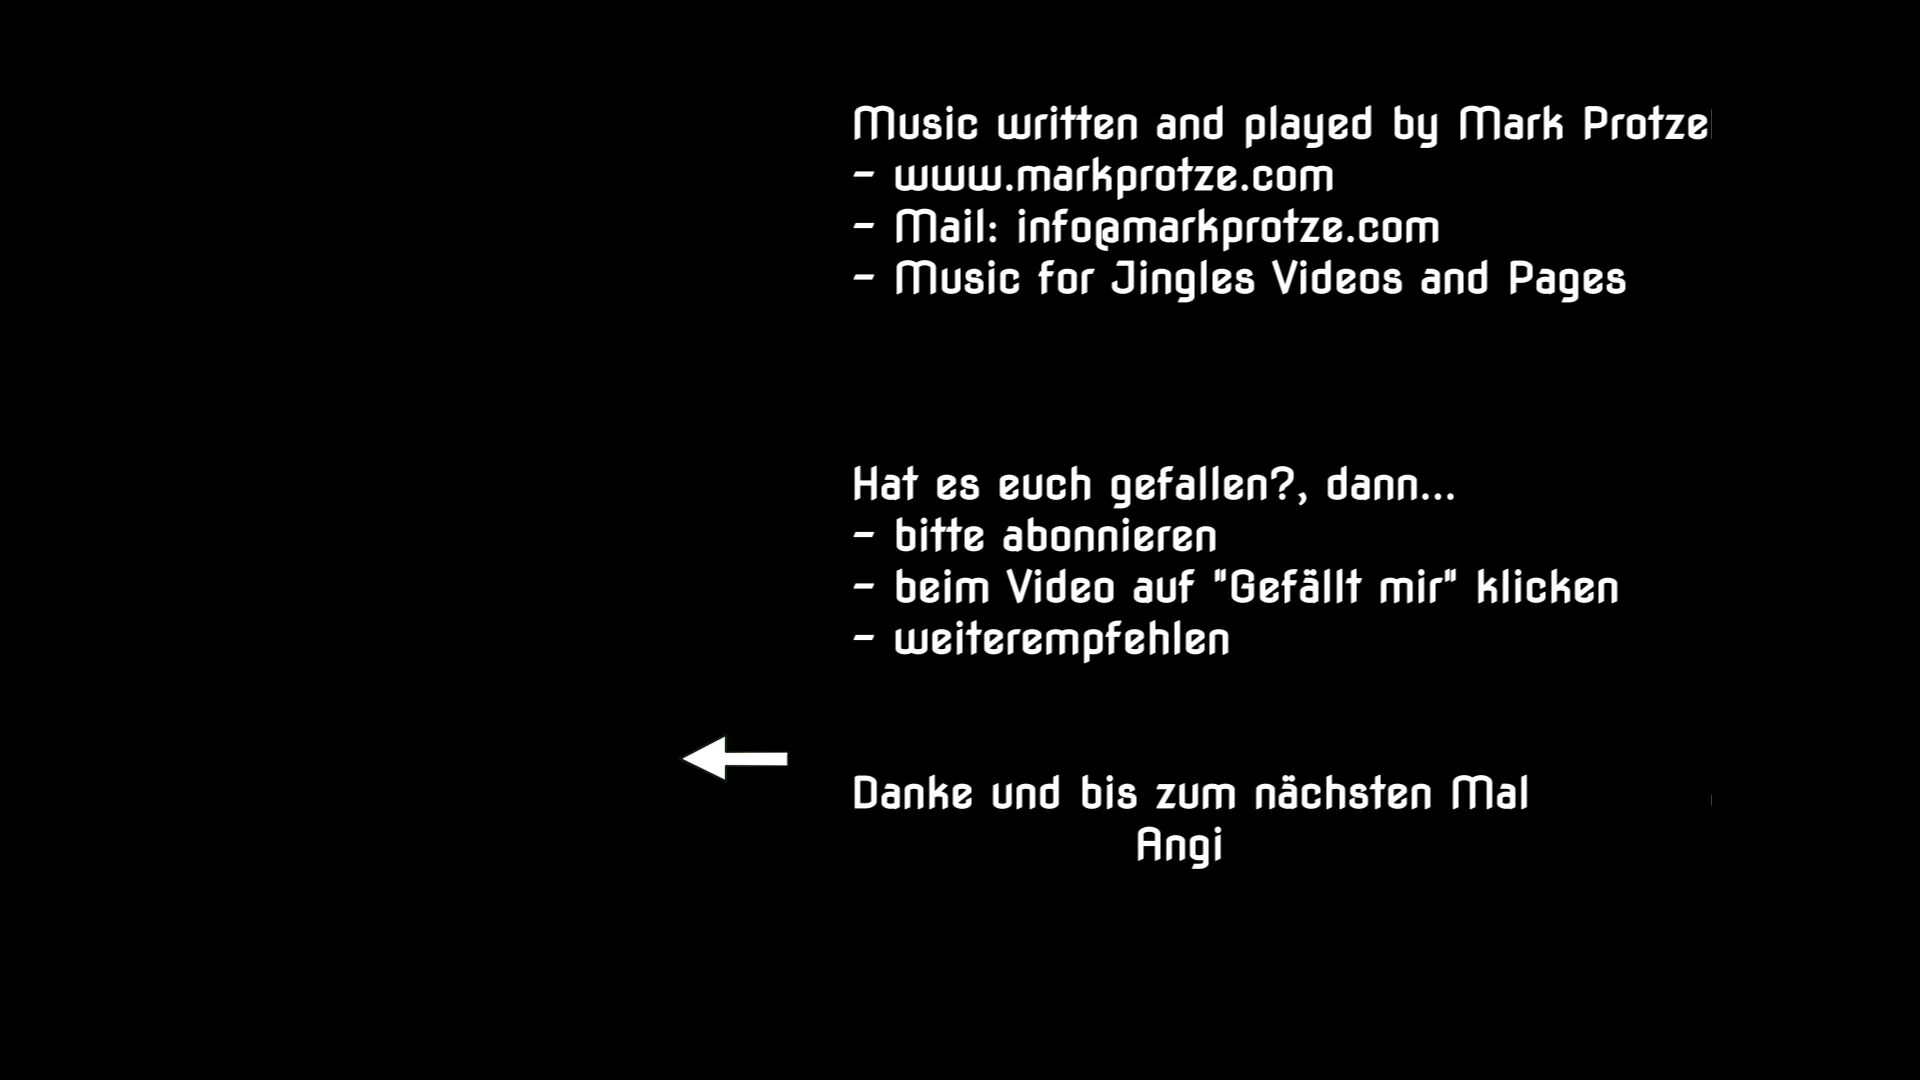 Music written and played by Mark Protze
- www.markprotze.com
- Mail: info@markprotze.com
- Music for Jingles Videos and Pages
Hat es euch gefallen?, dann...
- bitte abonnieren
- beim Video auf "Gefällt mir" klicken
- weiterempfehlen
Danke und bis zum nächsten Mal
Angi